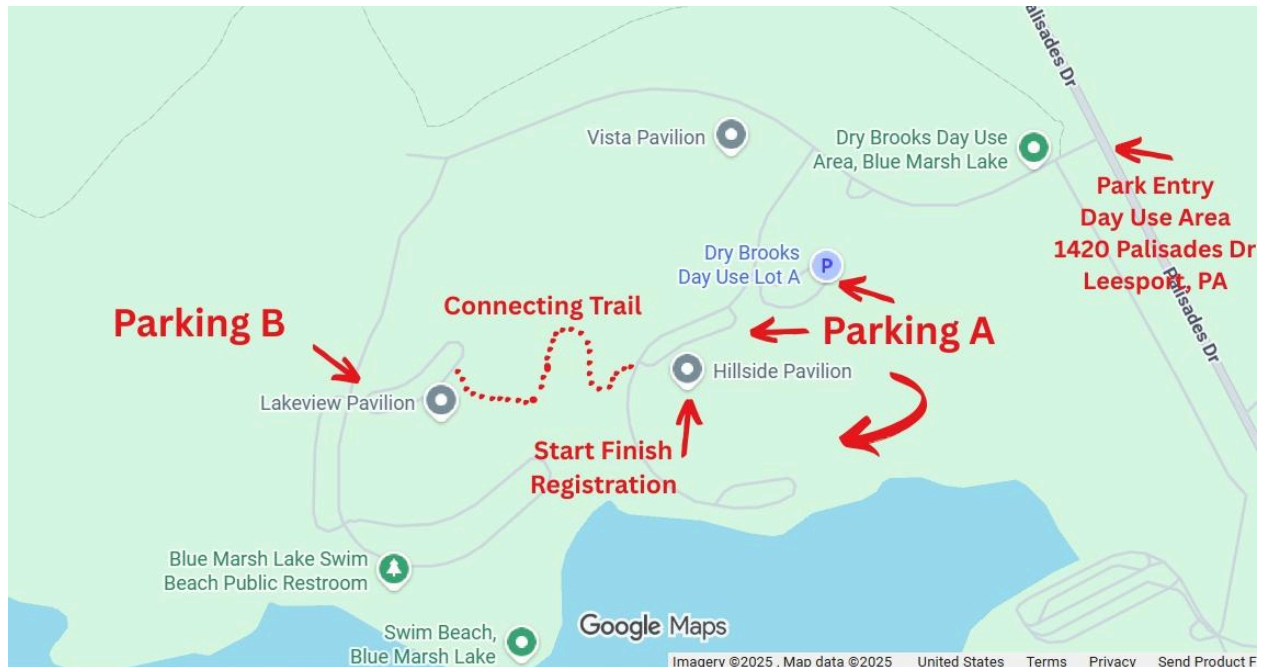 alisades Dr
Vista Pavilion
Dry Brooks Day Use
Area, Blue Marsh Lake
Park Entry
Day Use Area
1420 Palisades Dr
Leesport, PA
Palisades Dr
Dry Brooks
Day Use Lot A
P
Connecting Trail
Parking B
Parking A
Hillside Pavilion
Lakeview Pavilion
Start Finish
Registration
Blue Marsh Lake Swim
Beach Public Restroom
Swim Beach,
Blue Marsh Lake
Google Maps
Imagery ©2025 , Map data ©2025 United States Terms Privacy Send Product F